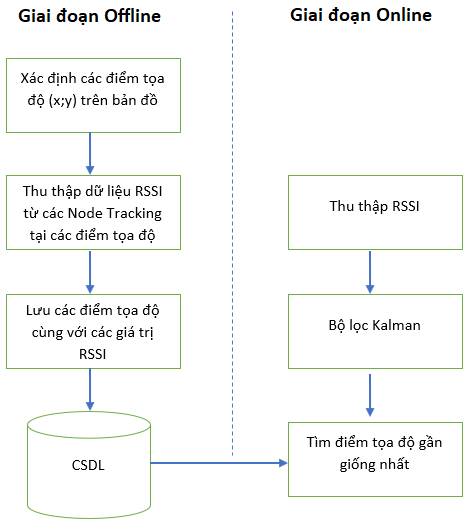 Giai đoạn Offline
Xác định các điểm tọa
độ (x;y) trên bản đồ
Thu thập dữ liệu RSSI
từ các Node Tracking
tại các điểm tọa độ
Lưu các điểm tọa độ
cùng với các giá trị
RSSI
CSDL
Giai đoạn Online
Thu thập RSSI
Bộ lọc Kalman
Tìm điểm tọa độ gần
giống nhất